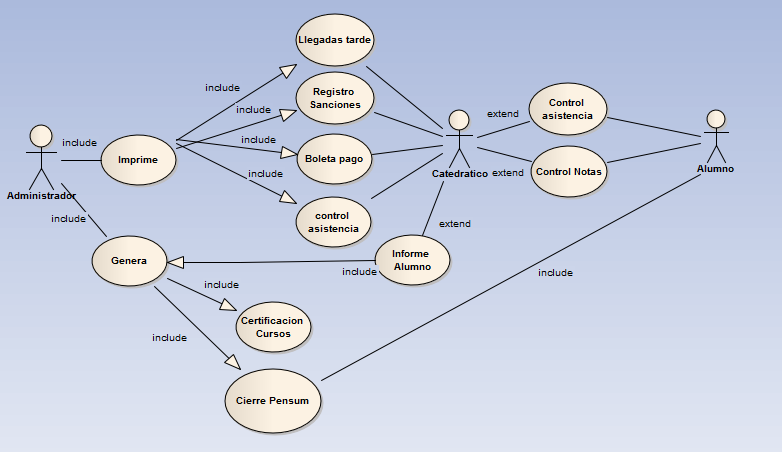 Llegadas tarde
include
Registro
Sanciones
include
Control
asistencia
extend
include
include
Imprime
Boleta pago
Catedratico
extend
Control Notas
Alumno
include
Administrador
include
control
asistencia
extend
Genera
Informe
Alumno
include
include
include
Certificacion
Cursos
include
Cierre Pensum